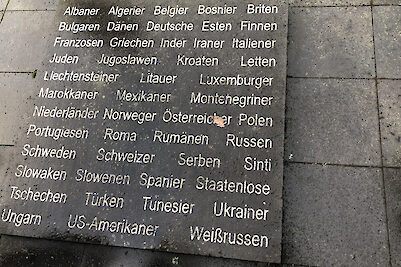 Albaner Algerier Belgier Bosnier Briten
Bulgaren Dänen Deutsche Esten Finnen
Franzosen Griechen Inder Iraner Italiener
Juden Jugoslawen Kroaten Letten
Liechtensteiner Litauer Luxemburger
Marokkaner Mexikaner Montenegriner
Niederländer Norweger Österreicher Polen
Portugiesen Roma Rumänen Russen
Schweden Schweizer Serben Sinti
Slowaken Slowenen Spanier Staatenlose
Tschechen Türken Tunesier Ukrainer
Ungarn US-Amerikaner Weißrussen